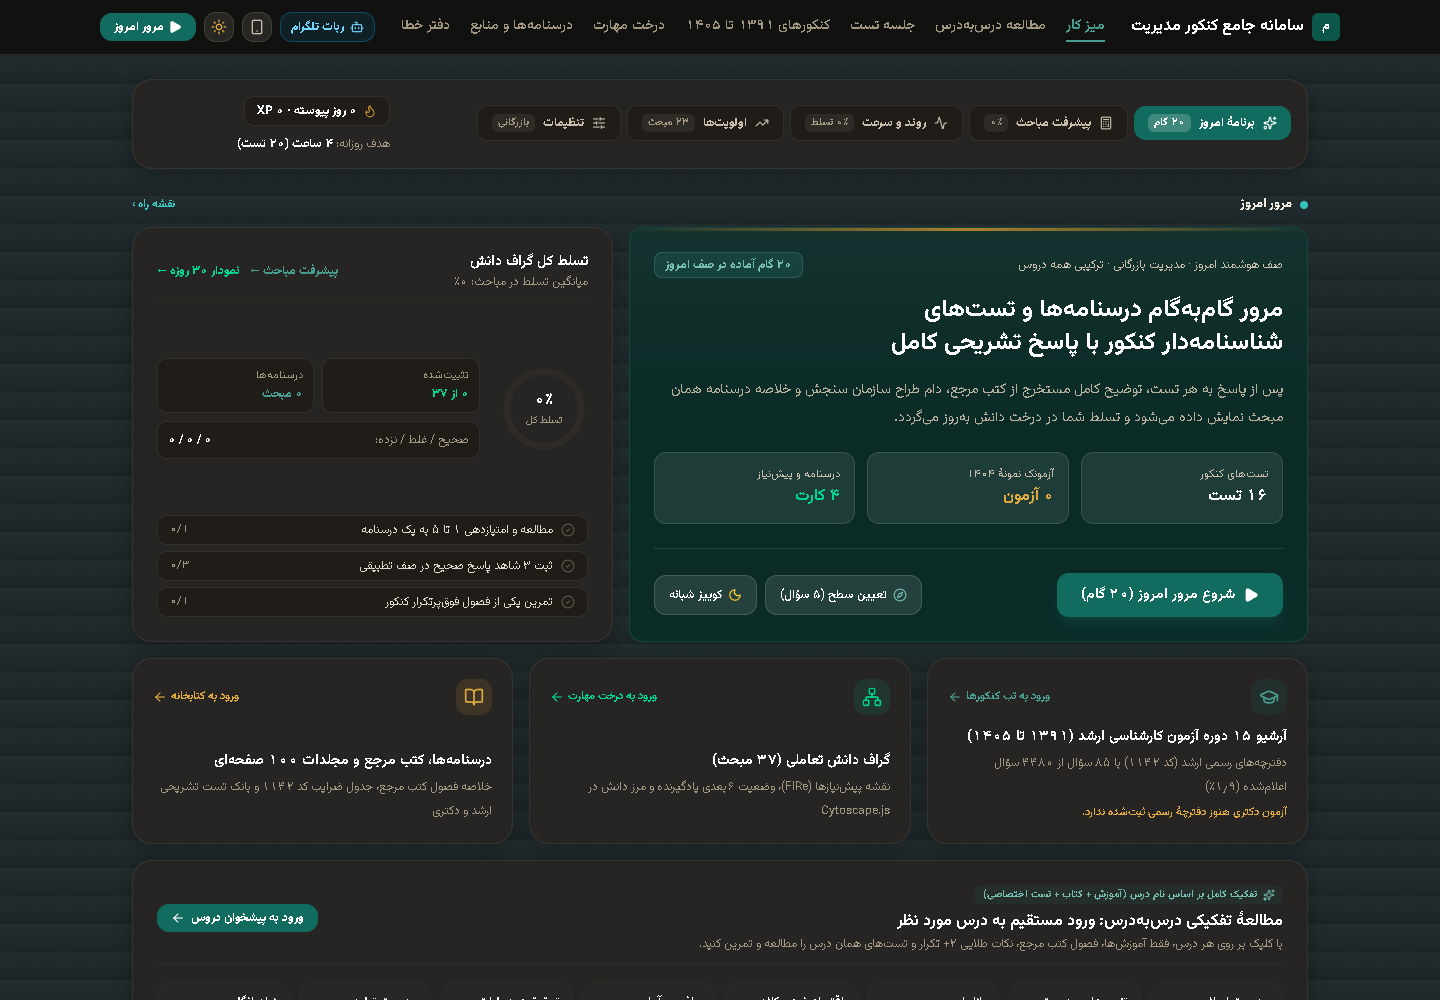 م
سامانه جامع کنکور مدیریت
میز کار
مطالعه درس‌به‌درس
جلسه تست
کنکورهای ۱۳۹۱ تا ۱۴۰۵
درخت مهارت
درسنامه‌ها و منابع
دفتر خطا
ربات تلگرام
مرور امروز
برنامهٔ امروز ۲۰ گام
پیشرفت مباحث ۰٪
روند و سرعت ۰٪ تسلط
اولویت‌ها ۲۳ مبحث
تنظیمات بازرگانی
۰ روز پیوسته · ۰ XP
هدف روزانه: ۴ ساعت (۲۰ تست)
مرور امروز
نقشه راه ›
صف هوشمند امروز · مدیریت بازرگانی · ترکیبی همه دروس
۲۰ گام آماده در صف امروز
مرور گام‌به‌گام درسنامه‌ها و تست‌های
شناسنامه‌دار کنکور با پاسخ تشریحی کامل
پس از پاسخ به هر تست، توضیح کامل مستخرج از کتب مرجع، دام طراح سازمان سنجش و خلاصه درسنامه همان
مبحث نمایش داده می‌شود و تسلط شما در درخت دانش به‌روز می‌گردد.
تست‌های کنکور
۱۶ تست
آزمونک نمونهٔ ۱۴۰۴
۰ آزمون
درسنامه و پیش‌نیاز
۴ کارت
شروع مرور امروز (۲۰ گام)
تعیین سطح (۵ سؤال)
کوییز شبانه
تسلط کل گراف دانش
میانگین تسلط در مباحث: ۰٪
پیشرفت مباحث ←
نمودار ۳۰ روزه ←
۰٪
تسلط کل
تثبیت‌شده
۰ از ۳۷
درسنامه‌ها
۰ مبحث
صحیح / غلط / نزده:
۰ / ۰ / ۰
مطالعه و امتیازدهی ۱ تا ۵ به یک درسنامه
۰/۱
ثبت ۳ شاهد پاسخ صحیح در صف تطبیقی
۰/۳
تمرین یکی از فصول فوق‌پرتکرار کنکور
۰/۱
ورود به تب کنکورها
آرشیو ۱۵ دوره آزمون کارشناسی ارشد (۱۳۹۱ تا ۱۴۰۵)
دفترچه‌های رسمی ارشد (کد ۱۱۴۲) با ۸۵ سؤال از ۴۴۸۰ سؤال
اعلام‌شده (۱٫۹٪)
آزمون دکتری هنوز دفترچهٔ رسمی ثبت‌شده ندارد.
ورود به درخت مهارت
گراف دانش تعاملی (۳۷ مبحث)
نقشه پیش‌نیازها (FIRe)، وضعیت ۶بعدی یادگیرنده و مرز دانش در
Cytoscape.js
ورود به کتابخانه
درسنامه‌ها، کتب مرجع و مجلدات ۱۰۰ صفحه‌ای
خلاصه فصول کتب مرجع، جدول ضرایب کد ۱۱۴۲ و بانک تست تشریحی
ارشد و دکتری
تفکیک کامل بر اساس نام درس (آموزش + کتاب + تست اختصاصی)
مطالعهٔ تفکیکی درس‌به‌درس: ورود مستقیم به درس مورد نظر
با کلیک بر روی هر درس، فقط آموزش‌ها، فصول کتب مرجع، نکات طلایی ۲+ تکرار و تست‌های همان درس را مطالعه و تمرین کنید.
ورود به پیشخوان دروس